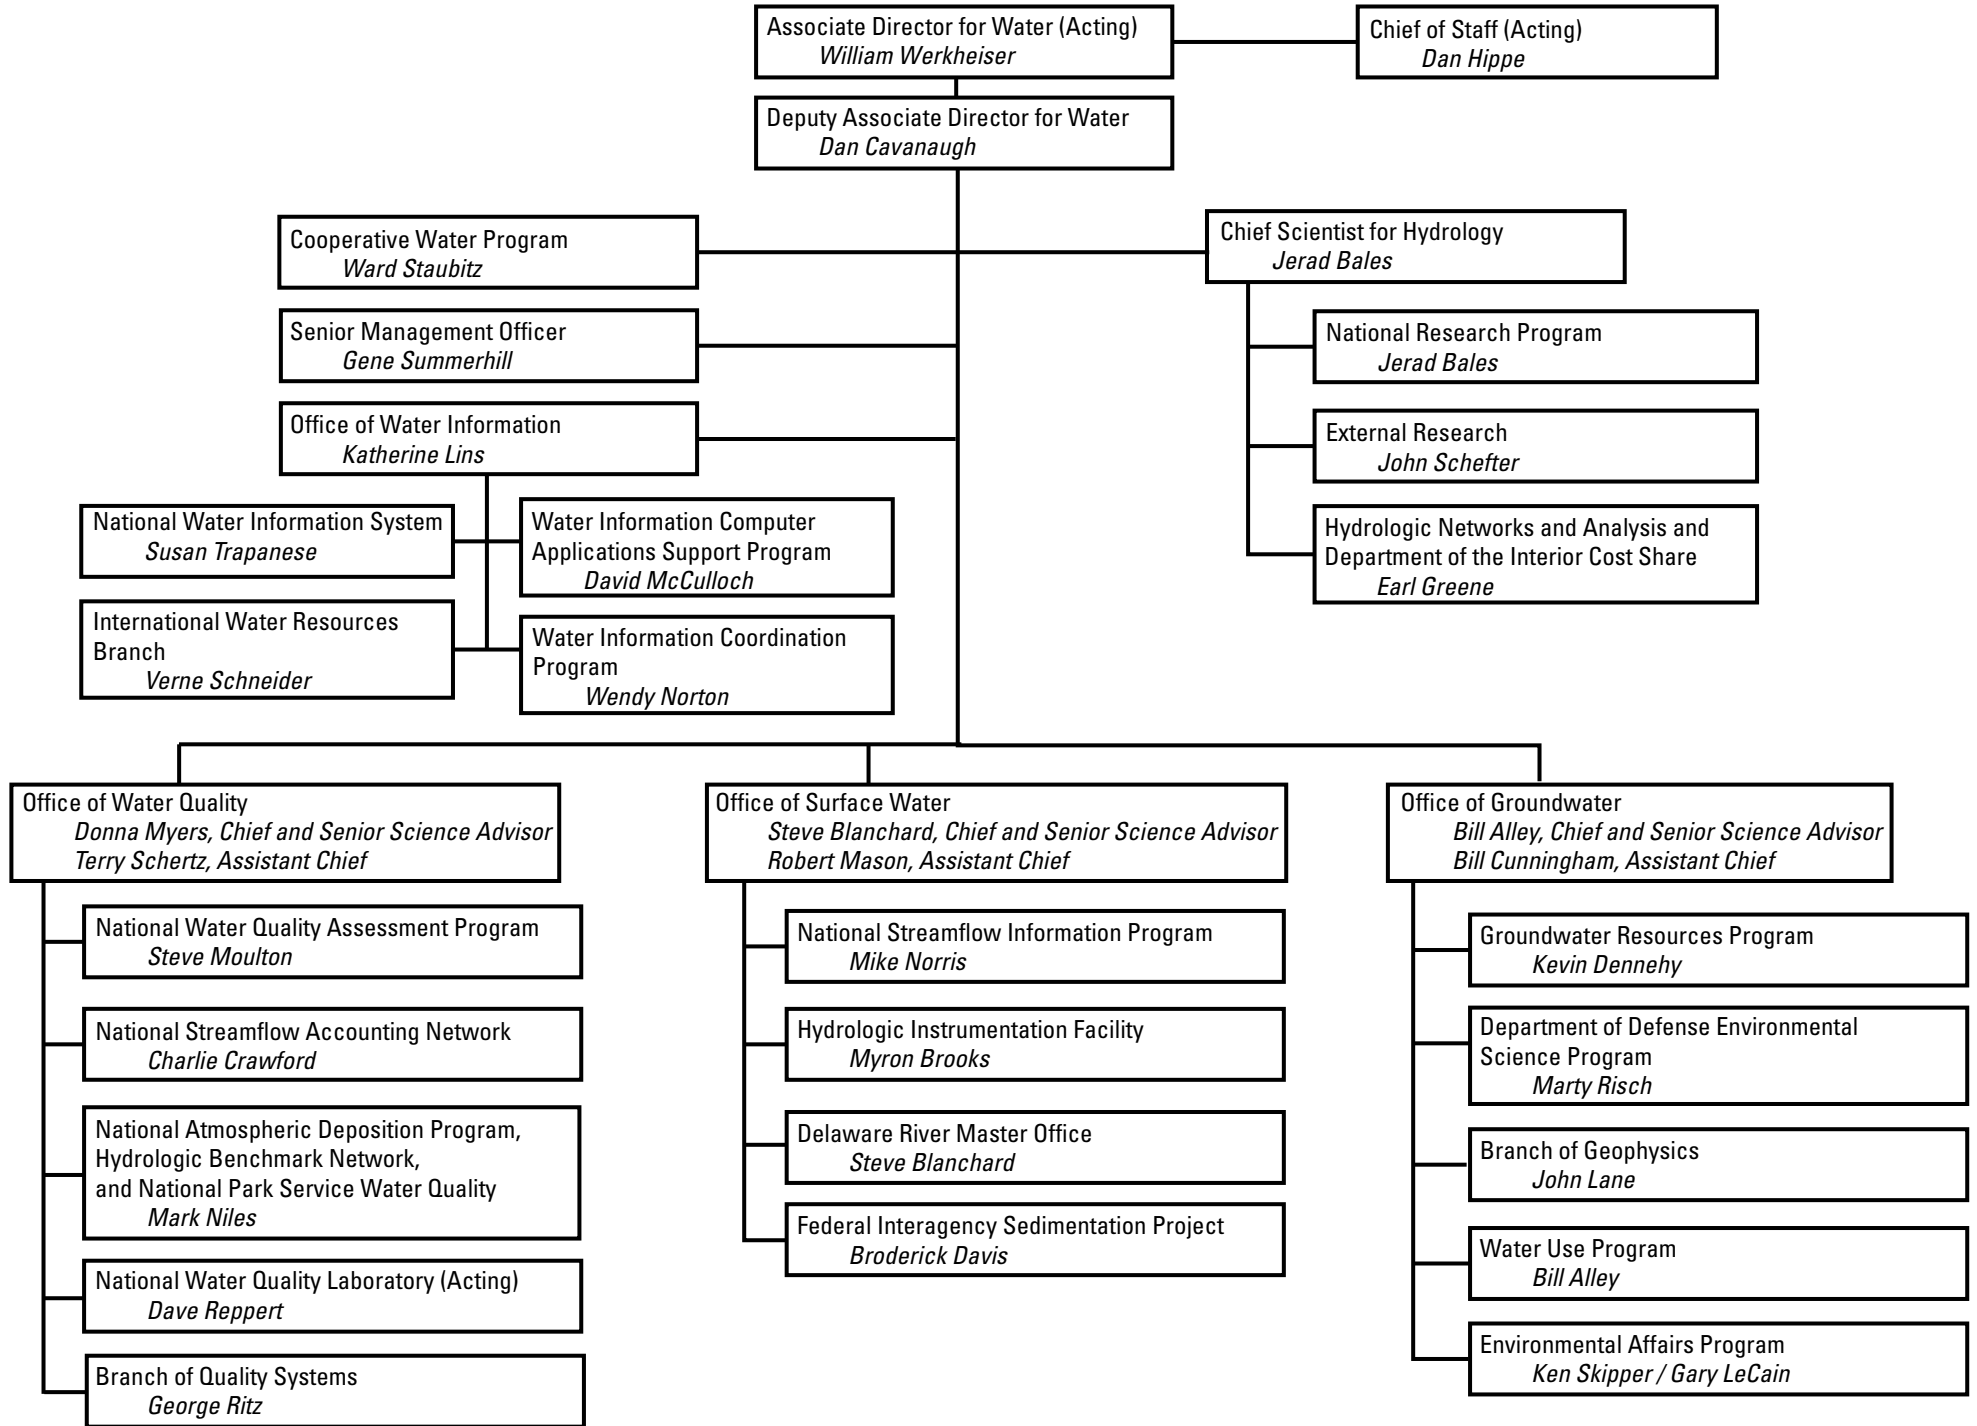 Associate Director for Water (Acting)
William Werkheiser
Chief of Staff (Acting)
Dan Hippe
Deputy Associate Director for Water
Dan Cavanaugh
Cooperative Water Program
Ward Staubitz
Chief Scientist for Hydrology
Jerad Bales
Senior Management Officer
Gene Summerhill
National Research Program
Jerad Bales
Office of Water Information
Katherine Lins
External Research
John Schefter
National Water Information System
Susan Trapanese
Water Information Computer
Applications Support Program
David McCulloch
Hydrologic Networks and Analysis and
Department of the Interior Cost Share
Earl Greene
International Water Resources
Branch
Verne Schneider
Water Information Coordination
Program
Wendy Norton
Office of Water Quality
Donna Myers, Chief and Senior Science Advisor
Terry Schertz, Assistant Chief
National Water Quality Assessment Program
Steve Moulton
National Streamflow Accounting Network
Charlie Crawford
National Atmospheric Deposition Program,
Hydrologic Benchmark Network,
and National Park Service Water Quality
Mark Niles
National Water Quality Laboratory (Acting)
Dave Reppert
Branch of Quality Systems
George Ritz
Office of Surface Water
Steve Blanchard, Chief and Senior Science Advisor
Robert Mason, Assistant Chief
National Streamflow Information Program
Mike Norris
Hydrologic Instrumentation Facility
Myron Brooks
Delaware River Master Office
Steve Blanchard
Federal Interagency Sedimentation Project
Broderick Davis
Office of Groundwater
Bill Alley, Chief and Senior Science Advisor
Bill Cunningham, Assistant Chief
Groundwater Resources Program
Kevin Dennehy
Department of Defense Environmental
Science Program
Marty Risch
Branch of Geophysics
John Lane
Water Use Program
Bill Alley
Environmental Affairs Program
Ken Skipper / Gary LeCain